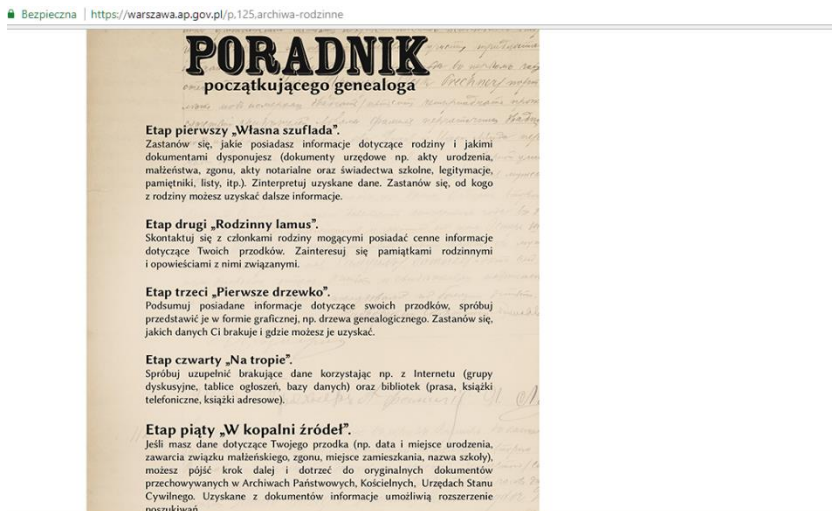 Bezpieczna | https://warszawa.ap.gov.pl/p,125,archiwa-rodzinne
PORADNIK
początkującego genealoga
Etap pierwszy „Własna szuflada”.
Zastanów się, jakie posiadasz informacje dotyczące rodziny i jakimi
dokumentami dysponujesz (dokumenty urzędowe np. akty urodzenia,
małżeństwa, zgonu, akty notarialne oraz świadectwa szkolne, legitymacje,
pamiętniki, listy, itp.). Zinterpretuj uzyskane dane. Zastanów się, od kogo
z rodziny możesz uzyskać dalsze informacje.
Etap drugi „Rodzinny lamus”.
Skontaktuj się z członkami rodziny mogącymi posiadać cenne informacje
dotyczące Twoich przodków. Zainteresuj się pamiątkami rodzinnymi
i opowieściami z nimi związanymi.
Etap trzeci „Pierwsze drzewko”.
Podsumuj posiadane informacje dotyczące swoich przodków, spróbuj
przedstawić je w formie graficznej, np. drzewa genealogicznego. Zastanów się,
jakich danych Ci brakuje i gdzie możesz je uzyskać.
Etap czwarty „Na tropie”.
Spróbuj uzupełnić brakujące dane korzystając np. z Internetu (grupy
dyskusyjne, tablice ogłoszeń, bazy danych) oraz bibliotek (prasa, książki
telefoniczne, książki adresowe).
Etap piąty „W kopalni źródeł”.
Jeśli masz dane dotyczące Twojego przodka (np. data i miejsce urodzenia,
zawarcia związku małżeńskiego, zgonu, miejsce zamieszkania, nazwa szkoły),
możesz pójść krok dalej i dotrzeć do oryginalnych dokumentów
przechowywanych w Archiwach Państwowych, Kościelnych, Urzędach Stanu
Cywilnego. Uzyskane z dokumentów informacje umożliwią rozszerzenie
poszukiwań.